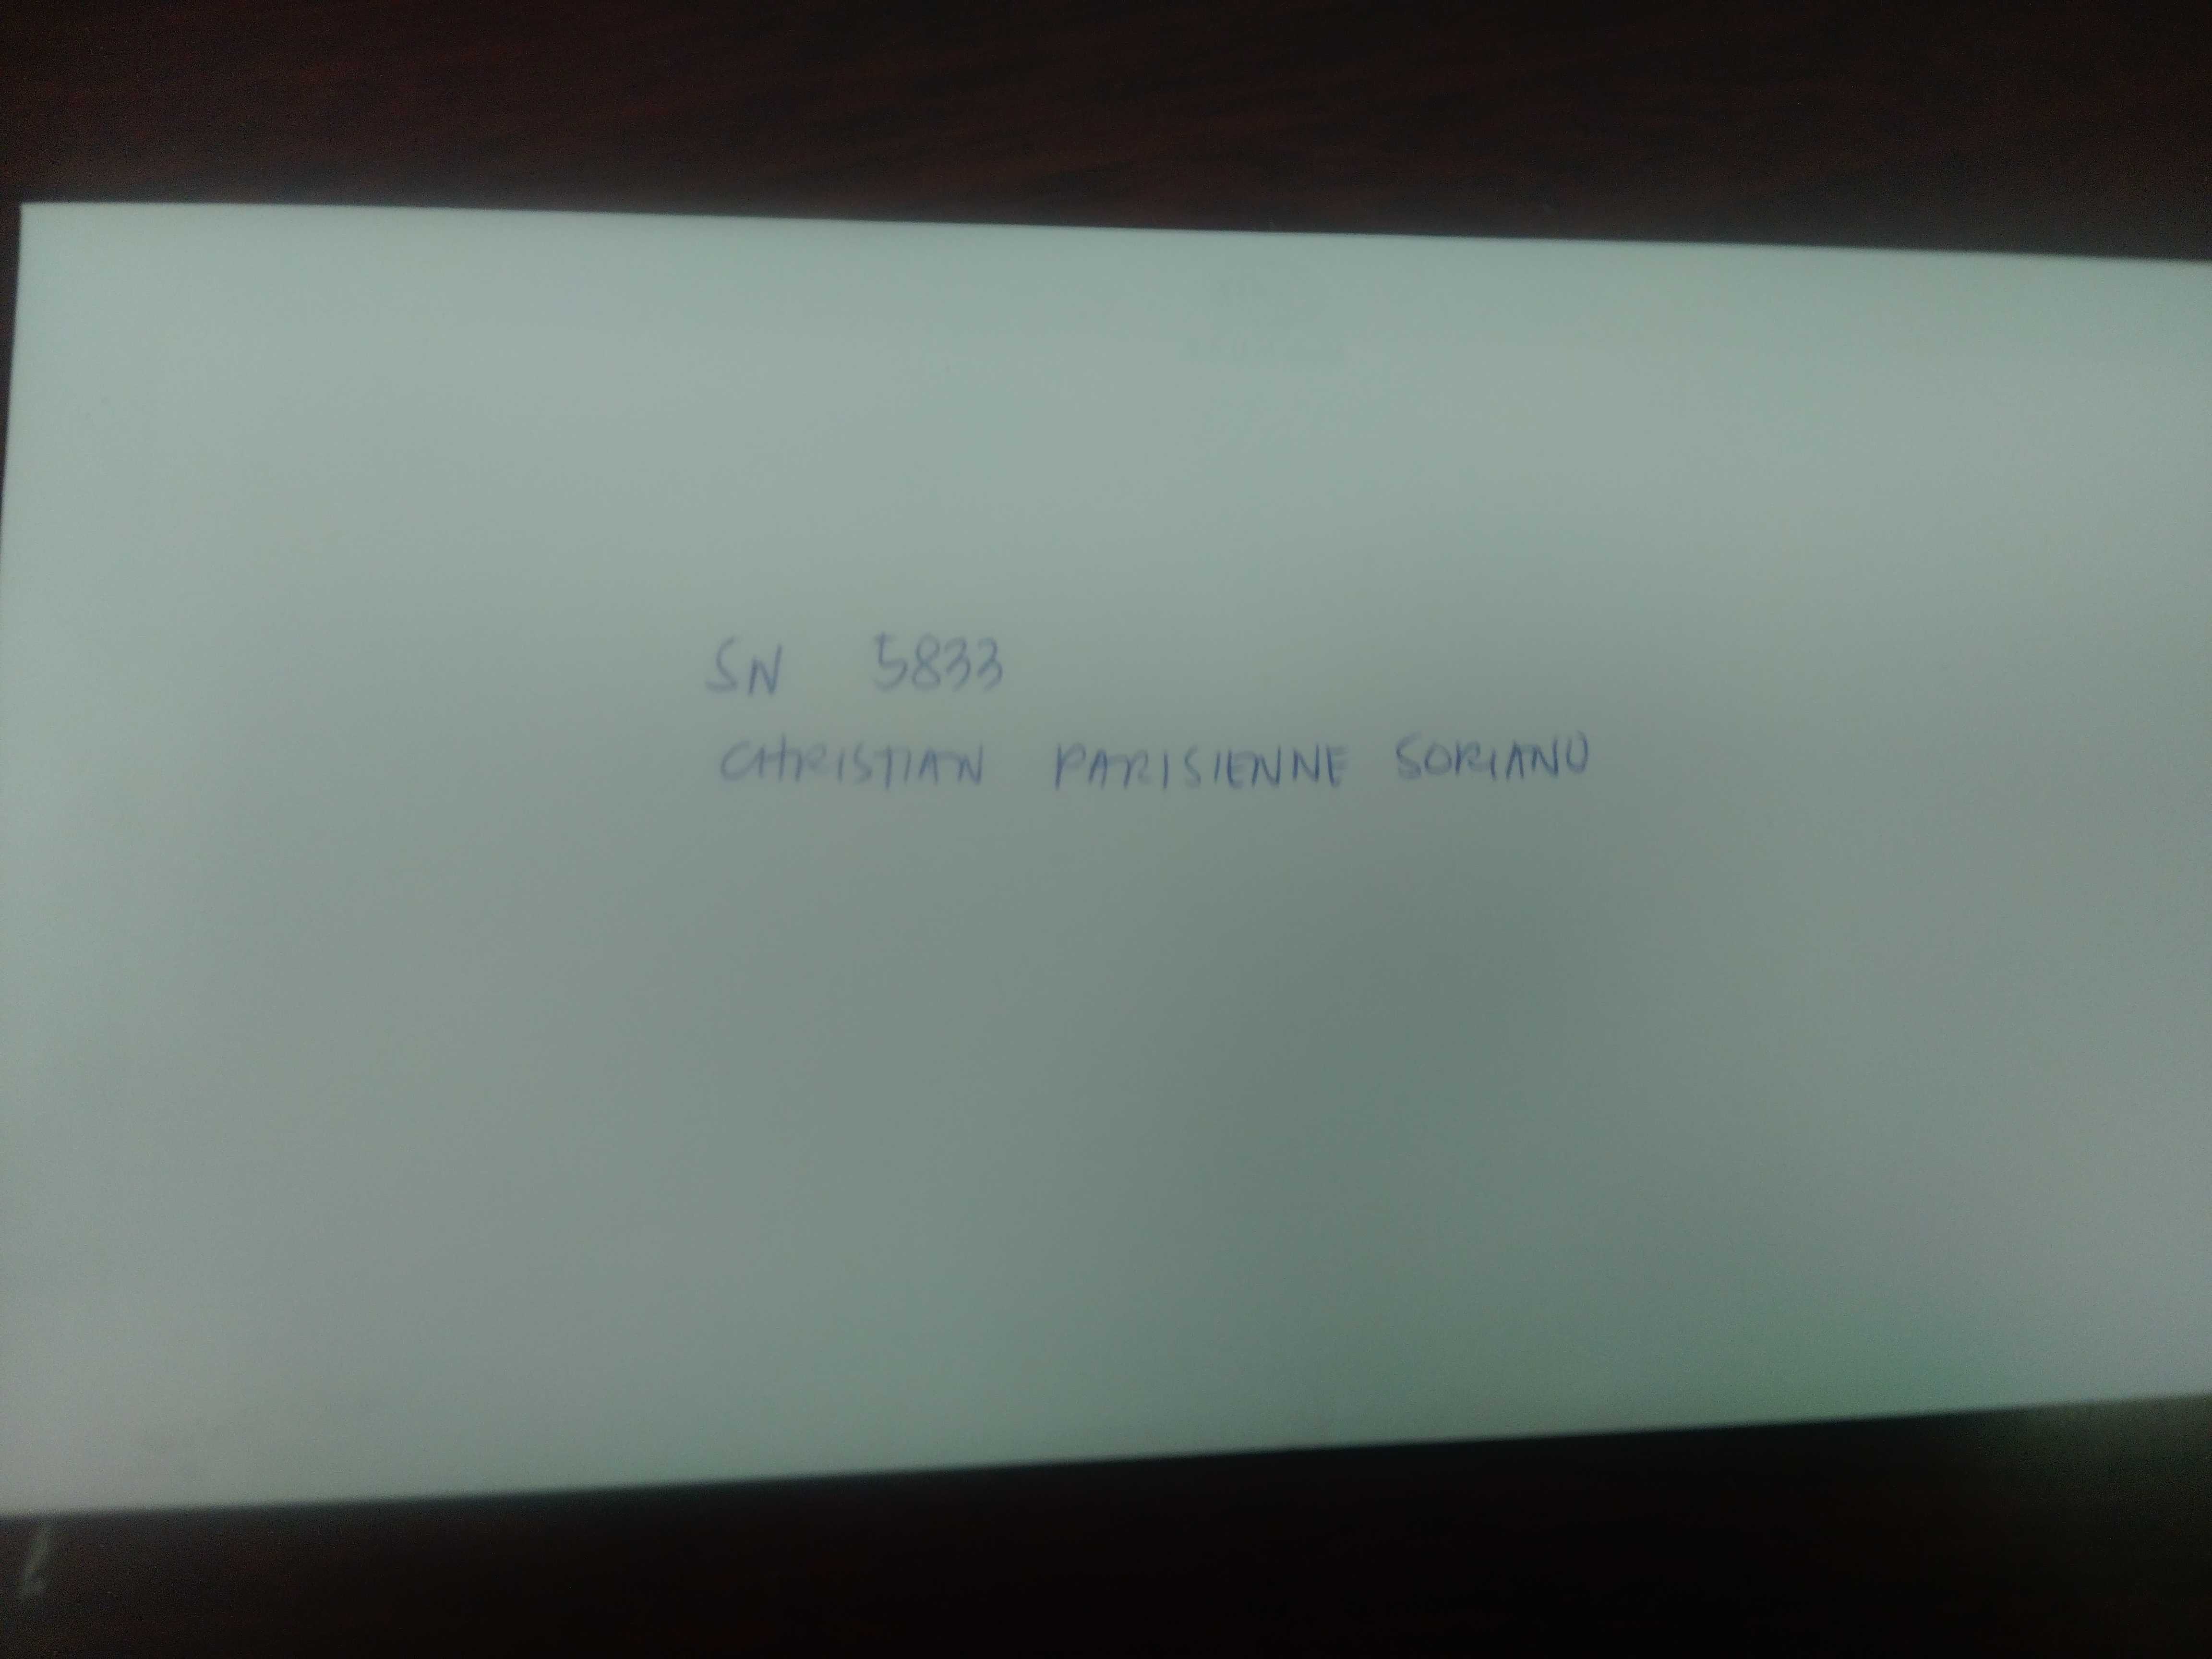 SN 5833
CHRISTIAN PARISIENNE SORIANO